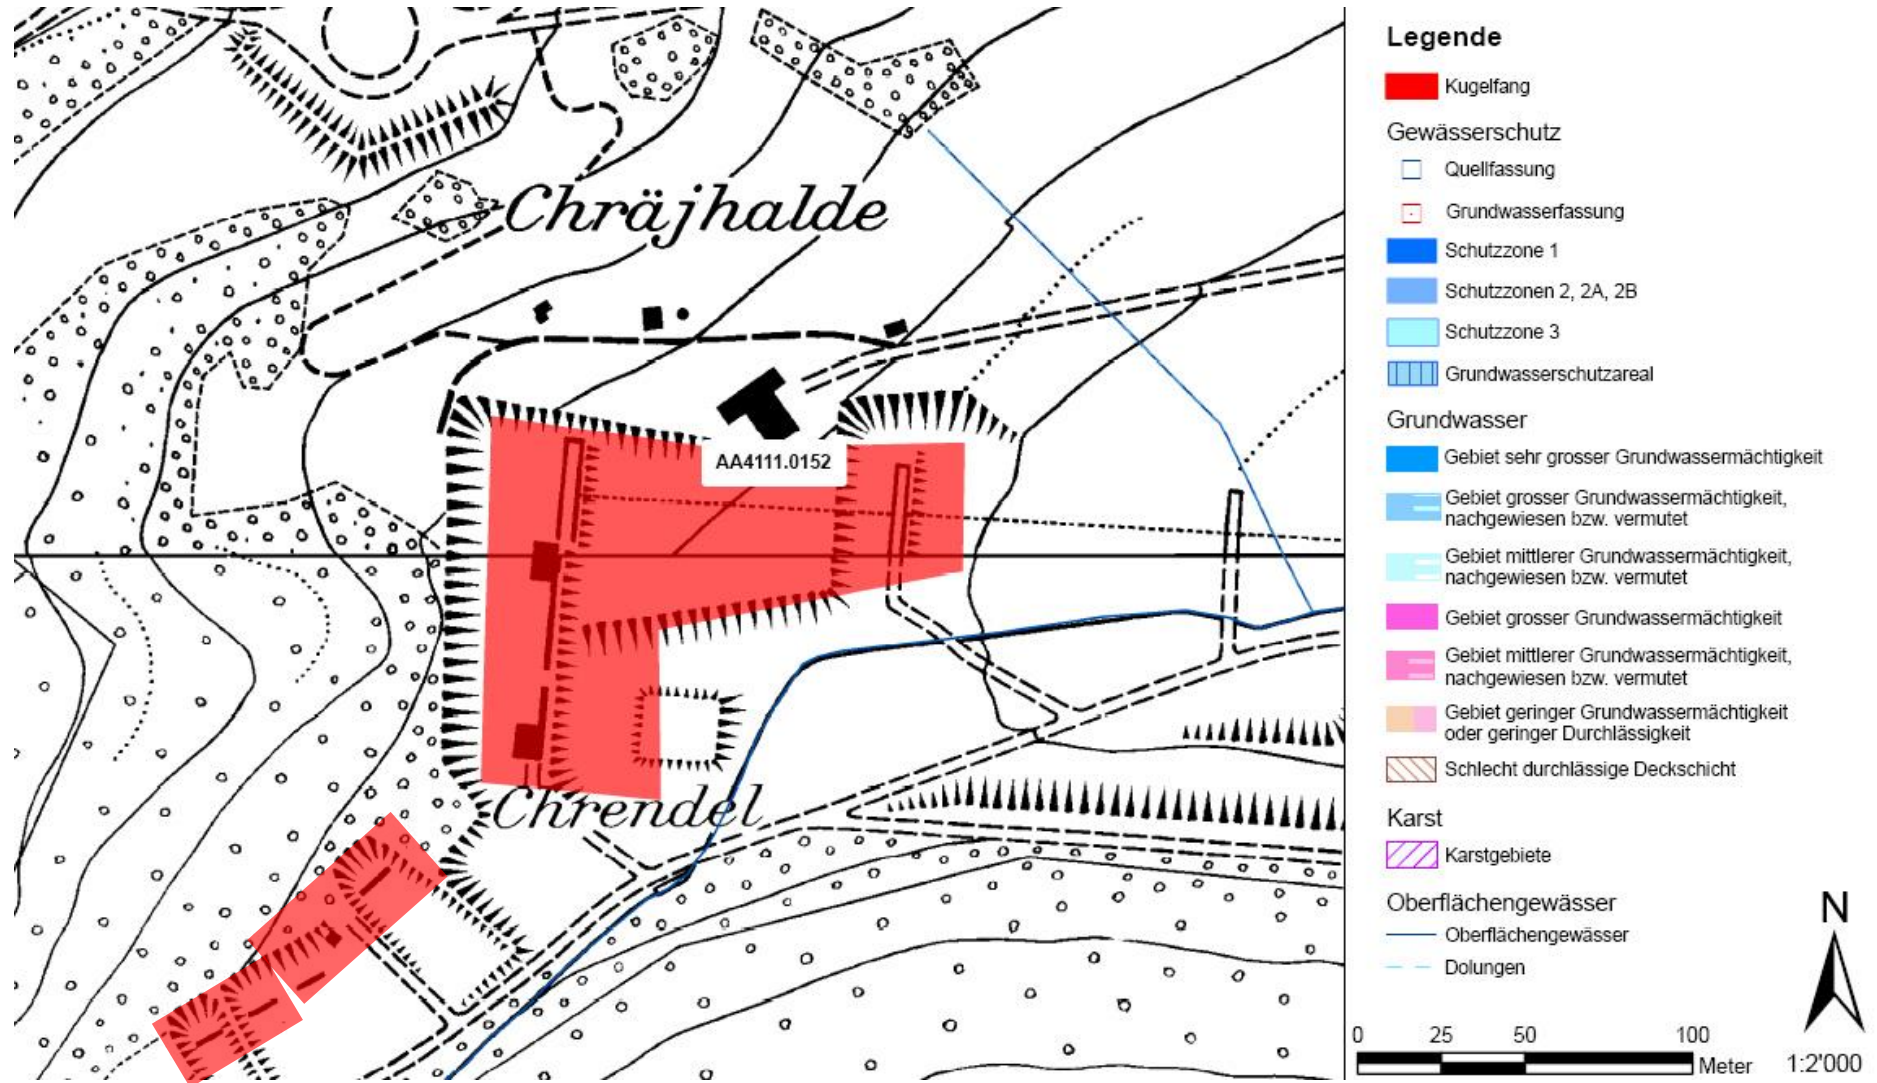 Chräjhalde
AA4111.0152
Chrendel
Legende
Kugelfang
Gewässerschutz
Quellfassung
Grundwasserfassung
Schutzzone 1
Schutzzonen 2, 2A, 2B
Schutzzone 3
Grundwasserschutzareal
Grundwasser
Gebiet sehr grosser Grundwassermächtigkeit
Gebiet grosser Grundwassermächtigkeit,
nachgewiesen bzw. vermutet
Gebiet mittlerer Grundwassermächtigkeit,
nachgewiesen bzw. vermutet
Gebiet grosser Grundwassermächtigkeit
Gebiet mittlerer Grundwassermächtigkeit,
nachgewiesen bzw. vermutet
Gebiet geringer Grundwassermächtigkeit
oder geringer Durchlässigkeit
Schlecht durchlässige Deckschicht
Karst
Karstgebiete
Oberflächengewässer
Oberflächengewässer
Dolungen
N
0 25 50 100
Meter 1:2'000